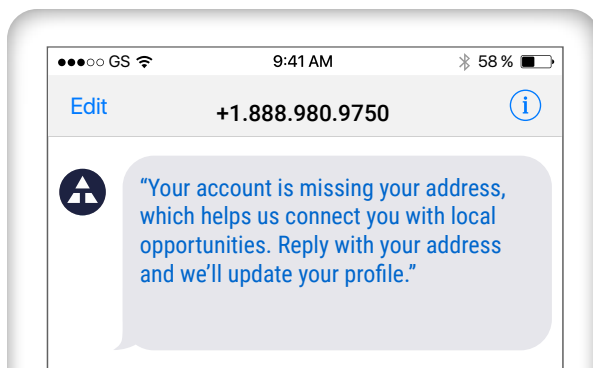 GS 9:41 AM 58 %
Edit +1.888.980.9750 i
“Your account is missing your address,
which helps us connect you with local
opportunities. Reply with your address
and we’ll update your profile.”